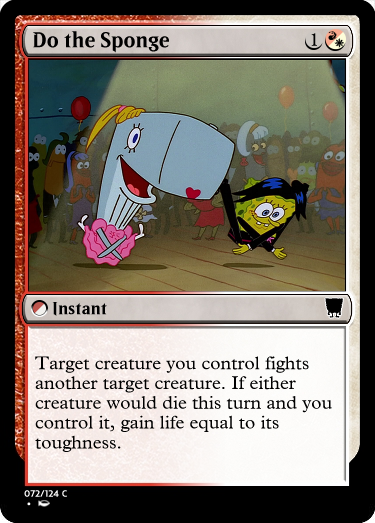 Do the Sponge 1
Instant
Target creature you control fights
another target creature. If either
creature would die this turn and you
control it, gain life equal to its
toughness.
072/124 C